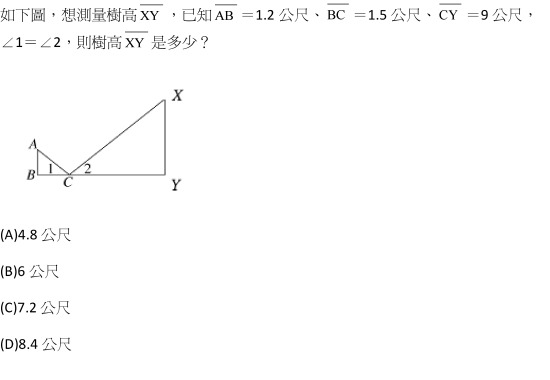 如下圖，想測量樹高 XY ，已知 AB ＝1.2 公尺、 BC ＝1.5 公尺、 CY ＝9 公尺，
∠1＝∠2，則樹高 XY 是多少？
X
A
B 1 C 2
Y
(A)4.8 公尺
(B)6 公尺
(C)7.2 公尺
(D)8.4 公尺